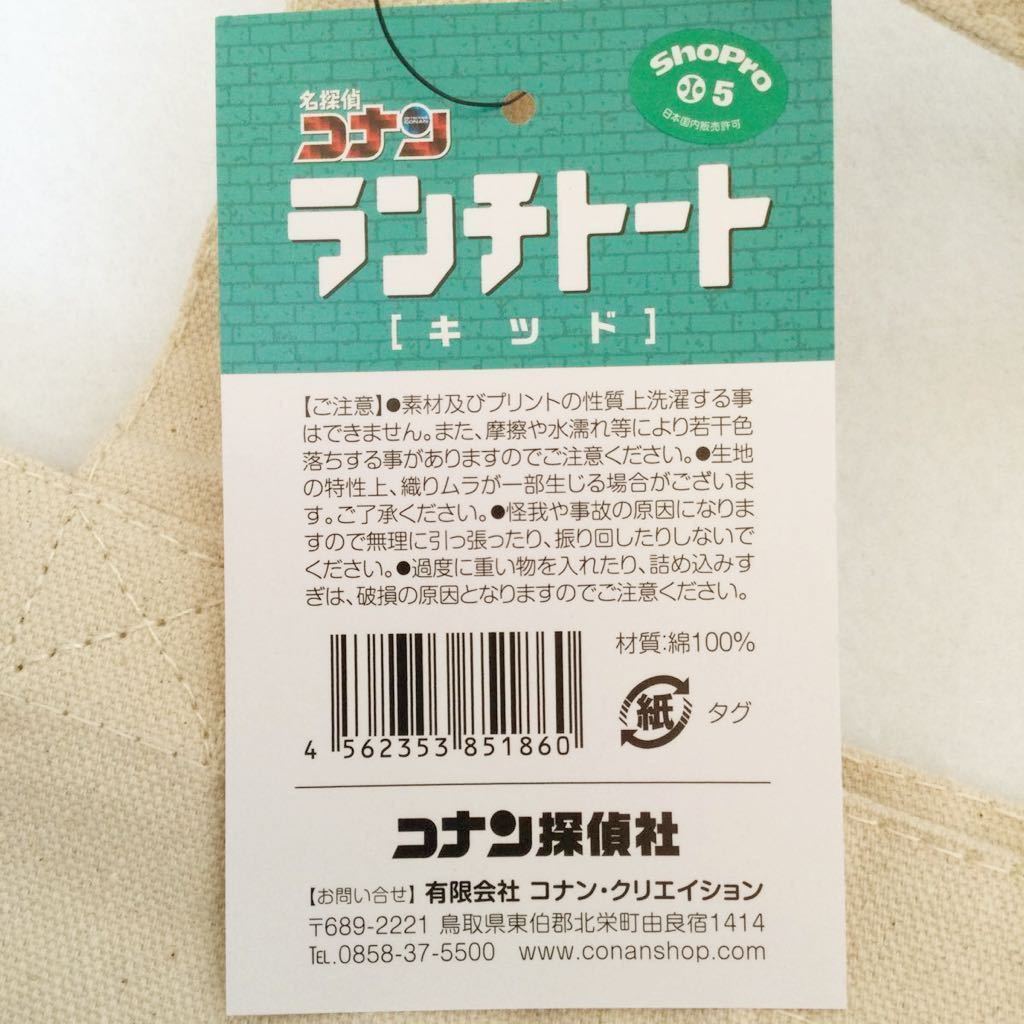 ShoPro
5
日本国内販売許可
名探偵
コナン
DETECTIVE CONAN
ランチトート
[キッド]
【ご注意】●素材及びプリントの性質上洗濯する事
はできません。また、摩擦や水濡れ等により若干色
落ちする事がありますのでご注意ください。●生地
の特性上、織りムラが一部生じる場合がございま
す。ご了承ください。●怪我や事故の原因になりま
すので無理に引っ張ったり、振り回したりしないで
ください。●過度に重い物を入れたり、詰め込みす
ぎは、破損の原因となりますのでご注意ください。
材質:綿100%
紙 タグ
4 562353 851860
コナン探偵社
【お問い合せ】有限会社 コナン・クリエイション
〒689-2221 鳥取県東伯郡北栄町由良宿1414
TEL.0858-37-5500 www.conanshop.com